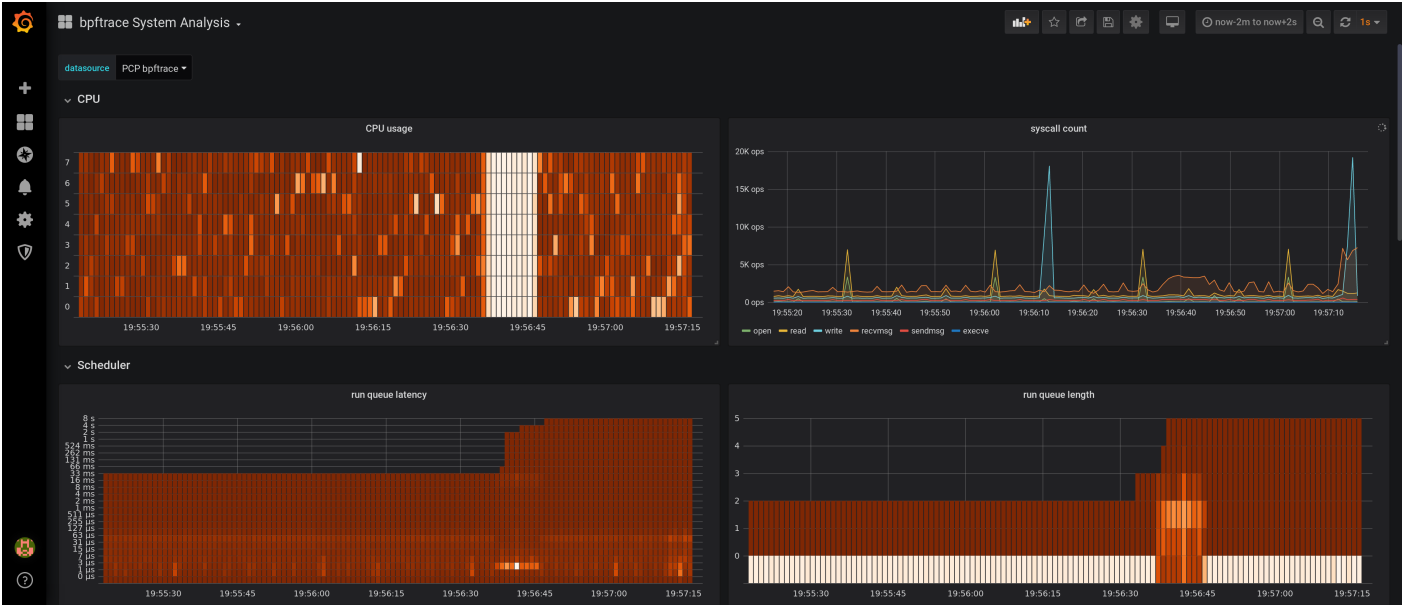 bpftrace System Analysis
now-2m to now+2s
1s
datasource
PCP bpftrace
CPU
CPU usage
7
6
5
4
3
2
1
0
19:55:30 19:55:45 19:56:00 19:56:15 19:56:30 19:56:45 19:57:00 19:57:15
syscall count
20K ops
15K ops
10K ops
5K ops
0 ops
19:55:20 19:55:30 19:55:40 19:55:50 19:56:00 19:56:10 19:56:20 19:56:30 19:56:40 19:56:50 19:57:00 19:57:10
open read write recvmsg sendmsg execve
Scheduler
run queue latency
8 s
4 s
2 s
1 s
524 ms
262 ms
131 ms
66 ms
33 ms
16 ms
8 ms
4 ms
2 ms
1 ms
511 µs
255 µs
127 µs
63 µs
31 µs
15 µs
7 µs
3 µs
1 µs
0 µs
19:55:30 19:55:45 19:56:00 19:56:15 19:56:30 19:56:45 19:57:00 19:57:15
run queue length
5
4
3
2
1
0
19:55:30 19:55:45 19:56:00 19:56:15 19:56:30 19:56:45 19:57:00 19:57:15